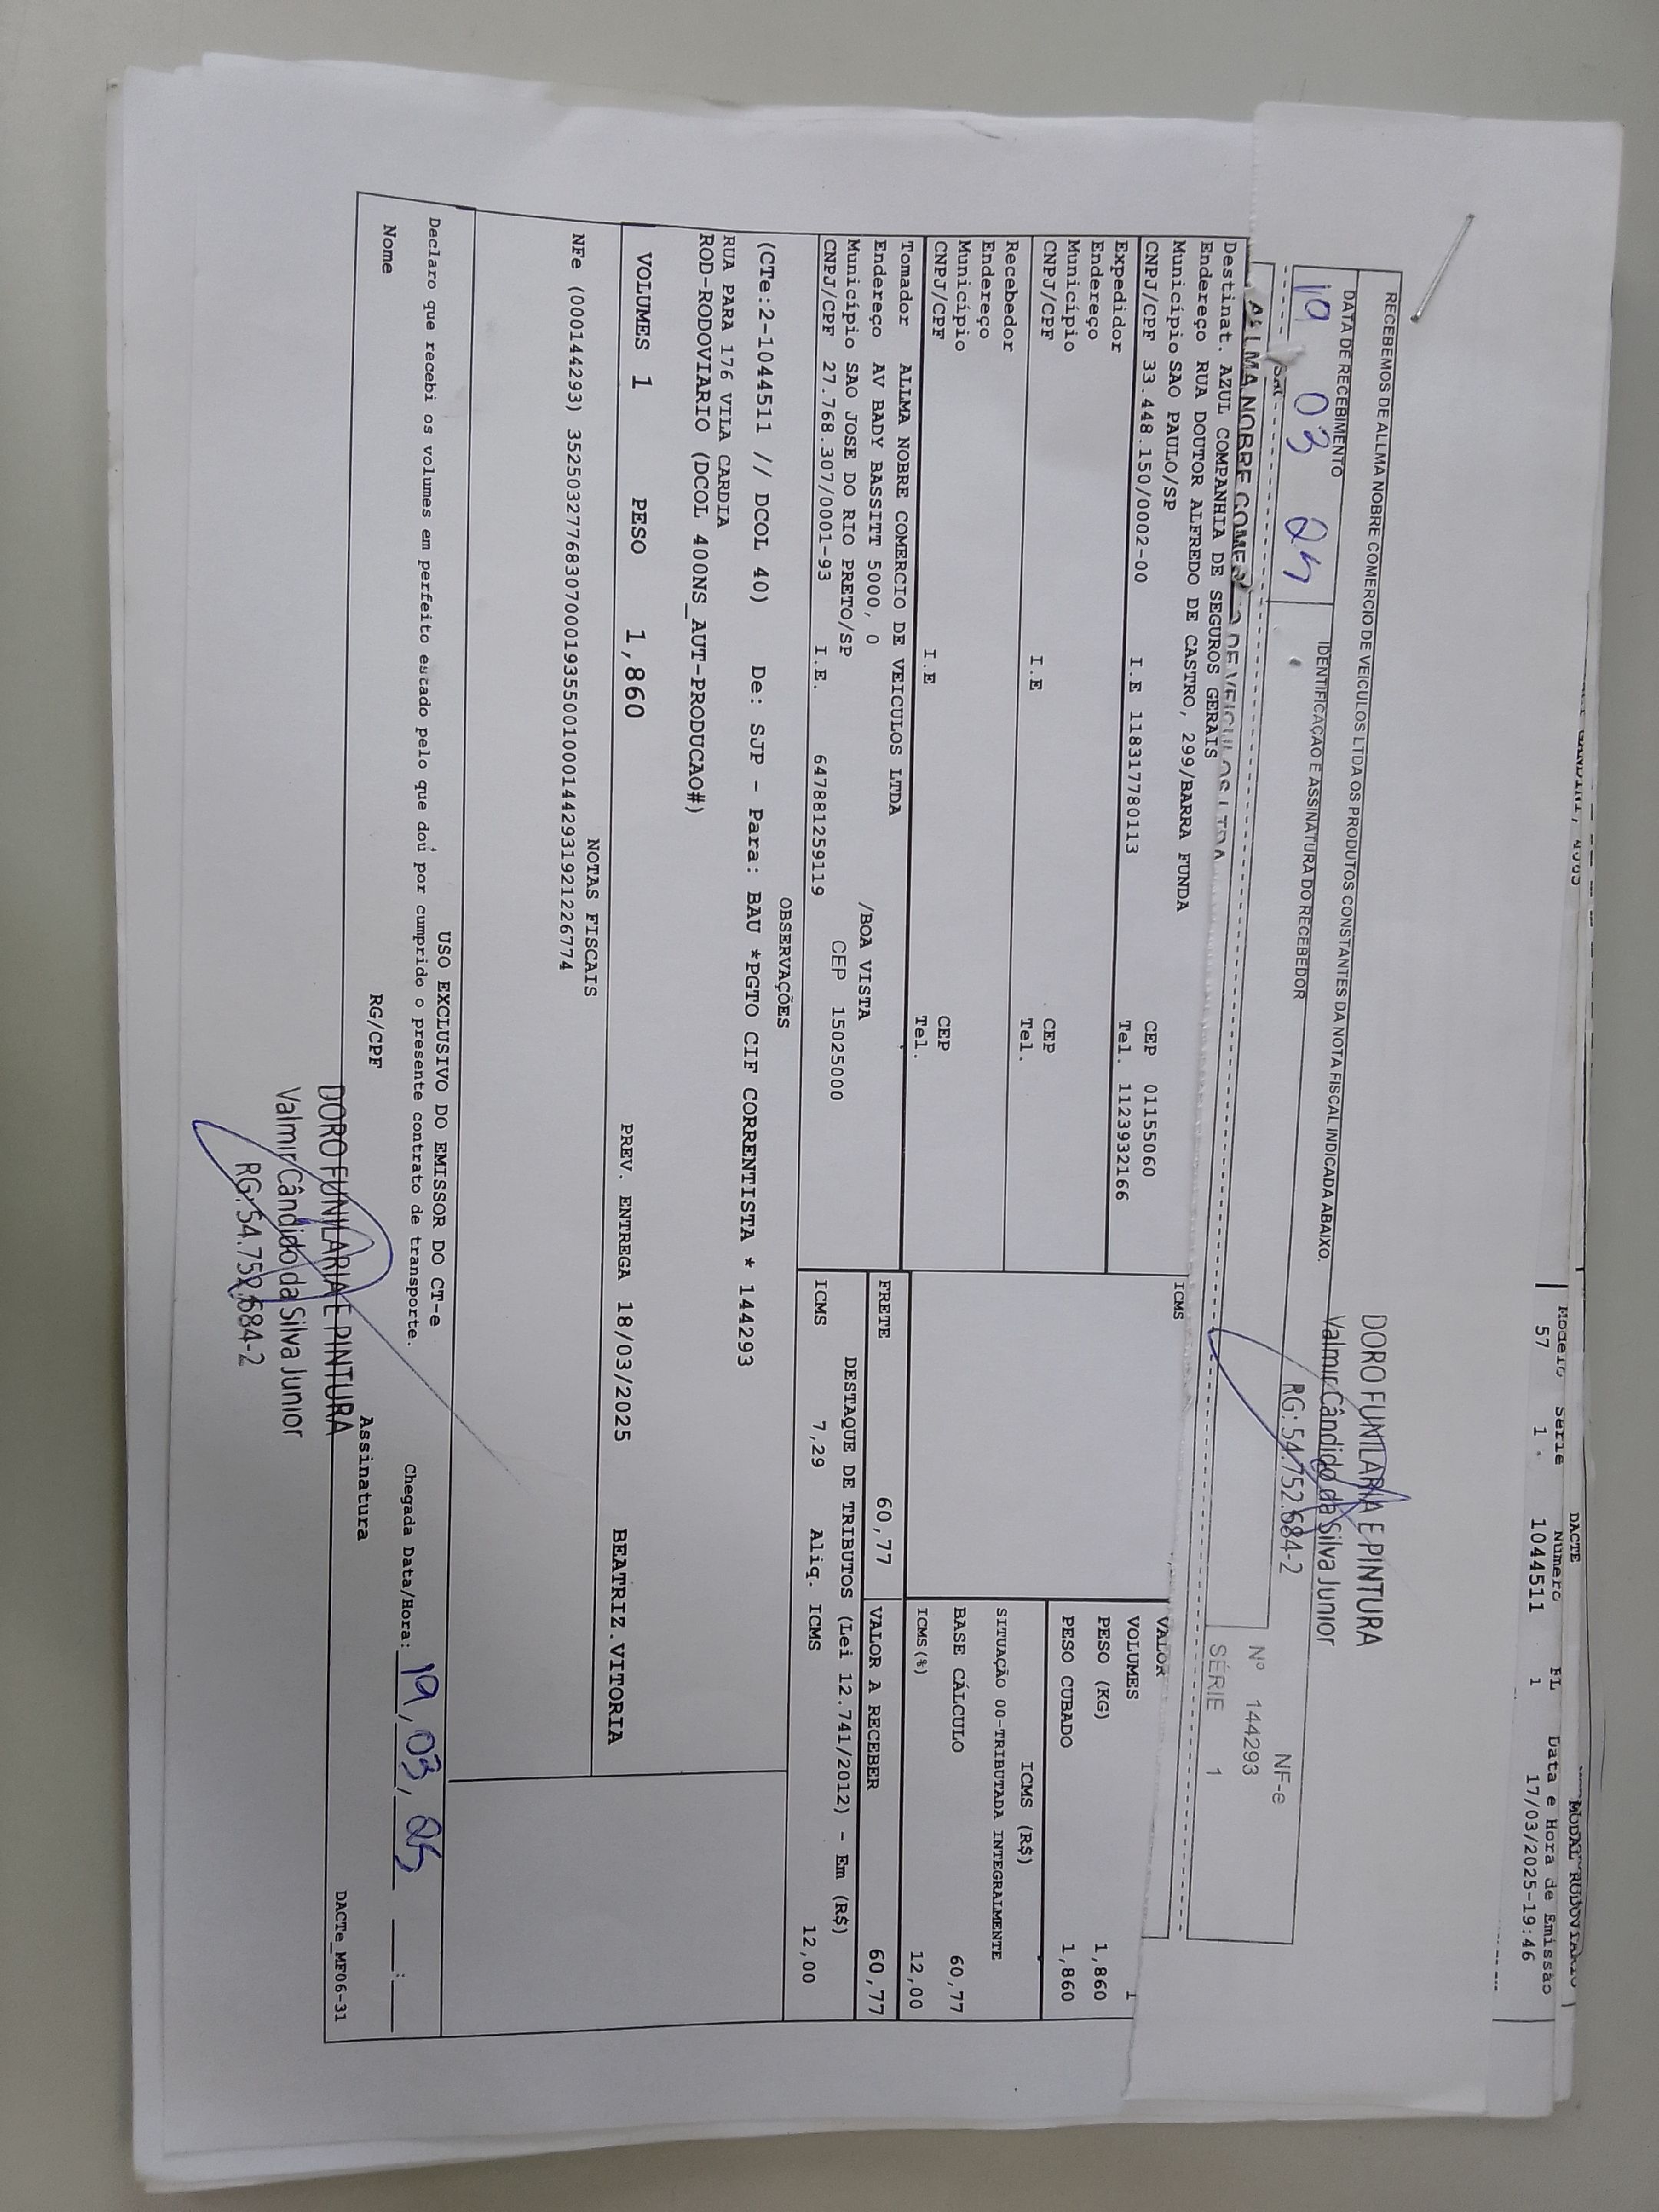 DACTE
MODAL RODOVIARIO
Modelo Série Número FL Data e Hora de Emissão
57 1 1044511 1 17/03/2025-19:46
RECEBEMOS DE ALLMA NOBRE COMERCIO DE VEICULOS LTDA OS PRODUTOS CONSTANTES DA NOTA FISCAL INDICADA ABAIXO.
DATA DE RECEBIMENTO
IDENTIFICAÇÃO E ASSINATURA DO RECEBEDOR
19 03 25
DORO FUNILARIA E PINTURA
Valmir Cândido da Silva Junior
RG: 54.752.684-2
NF-e
Nº 144293
SÉRIE 1
ALLMA NOBRE COMERCIO DE VEICULOS LTDA
Destinat. AZUL COMPANHIA DE SEGUROS GERAIS
Endereço RUA DOUTOR ALFREDO DE CASTRO, 299/BARRA FUNDA
Município SAO PAULO/SP CEP 01155060
CNPJ/CPF 33.448.150/0002-00 I.E 118317780113 Tel. 1123932166
Expedidor
Endereço
Município CEP
CNPJ/CPF I.E Tel.
Recebedor
Endereço
Município CEP
CNPJ/CPF I.E Tel.
Tomador ALLMA NOBRE COMERCIO DE VEICULOS LTDA
Endereço AV BADY BASSITT 5000, 0 /BOA VISTA
Município SAO JOSE DO RIO PRETO/SP CEP 15025000
CNPJ/CPF 27.768.307/0001-93 I.E. 647881259119
ICMS
VALOR
VOLUMES 1
PESO (KG) 1,860
PESO CUBADO 1,860
ICMS (R$)
SITUAÇÃO 00-TRIBUTADA INTEGRALMENTE
BASE CÁLCULO 60,77
ICMS(%) 12,00
FRETE 60,77 VALOR A RECEBER 60,77
DESTAQUE DE TRIBUTOS (Lei 12.741/2012) - Em (R$)
ICMS 7,29 Aliq. ICMS 12,00
OBSERVAÇÕES
(CTe:2-1044511 // DCOL 40) De: SJP - Para: BAU *PGTO CIF CORRENTISTA * 144293
RUA PARA 176 VILA CARDIA
ROD-RODOVIARIO (DCOL 400NS_AUT-PRODUCAO#)
VOLUMES 1 PESO 1,860 PREV. ENTREGA 18/03/2025 BEATRIZ.VITORIA
NOTAS FISCAIS
NFe (000144293) 35250327768307000193550010001442931921226774
USO EXCLUSIVO DO EMISSOR DO CT-e
Declaro que recebi os volumes em perfeito estado pelo que dou por cumprido o presente contrato de transporte.
Chegada Data/Hora: 19/03/25 __:__
Nome RG/CPF Assinatura
DORO FUNILARIA E PINTURA
Valmir Cândido da Silva Junior
RG: 54.752.684-2
DACTe_MF06-31